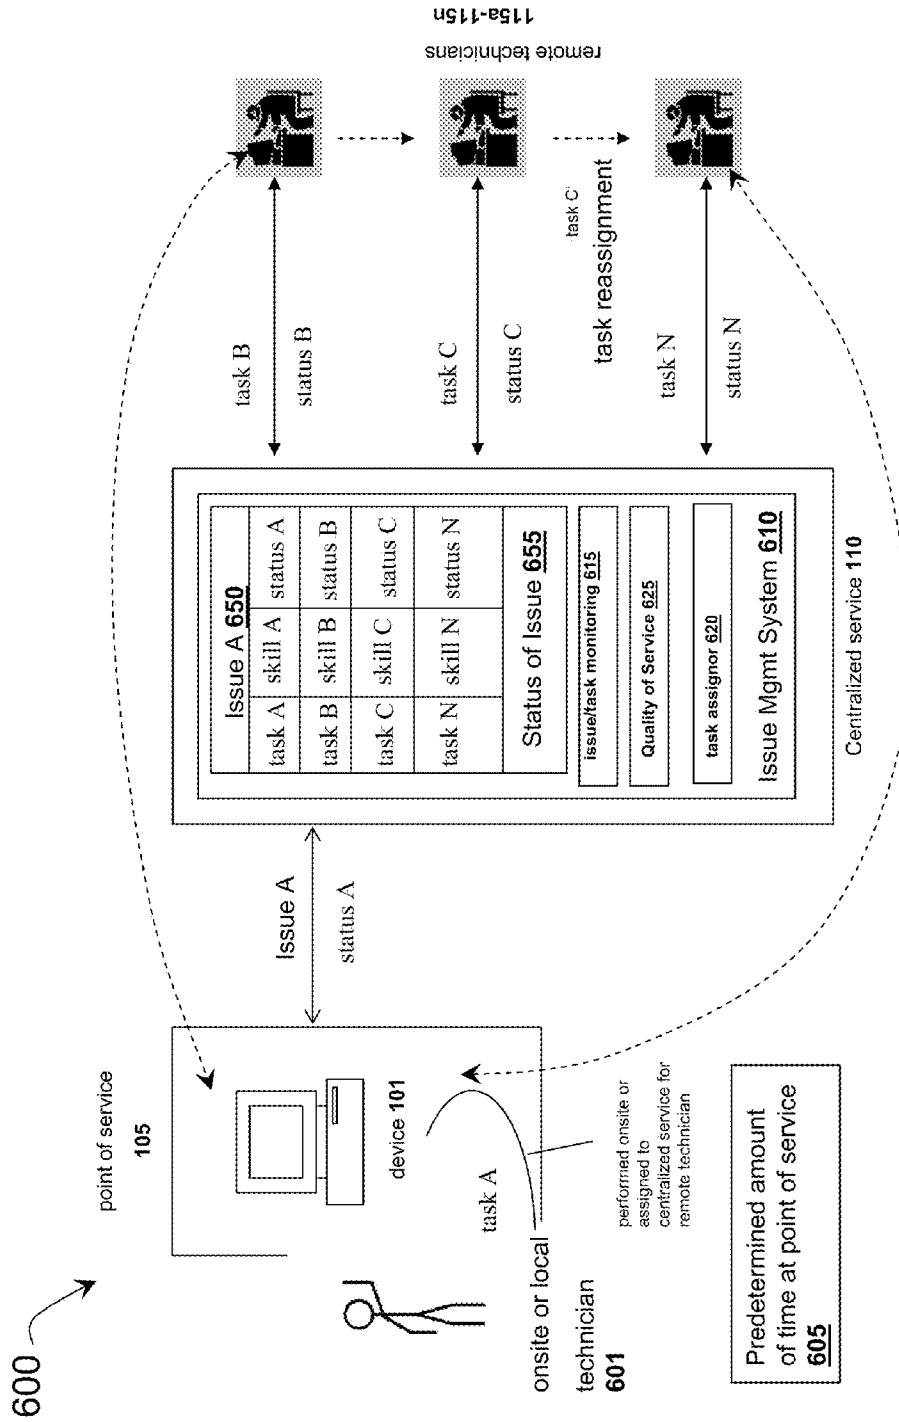 600
point of service
105
device 101
task A
onsite or local
technician
601
performed onsite or
assigned to
centralized service for
remote technician
Predetermined amount
of time at point of service
605
Issue A
status A
Issue A 650
task A skill A status A
task B skill B status B
task C skill C status C
task N skill N status N
Status of Issue 655
issue/task monitoring 615
Quality of Service 625
task assignor 620
Issue Mgmt System 610
Centralized service 110
task B
status B
task C
status C
task C'
task reassignment
task N
status N
remote technicians
115a-115n